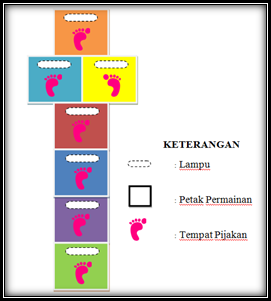 KETERANGAN
: Lampu
: Petak Permainan
: Tempat Pijakan